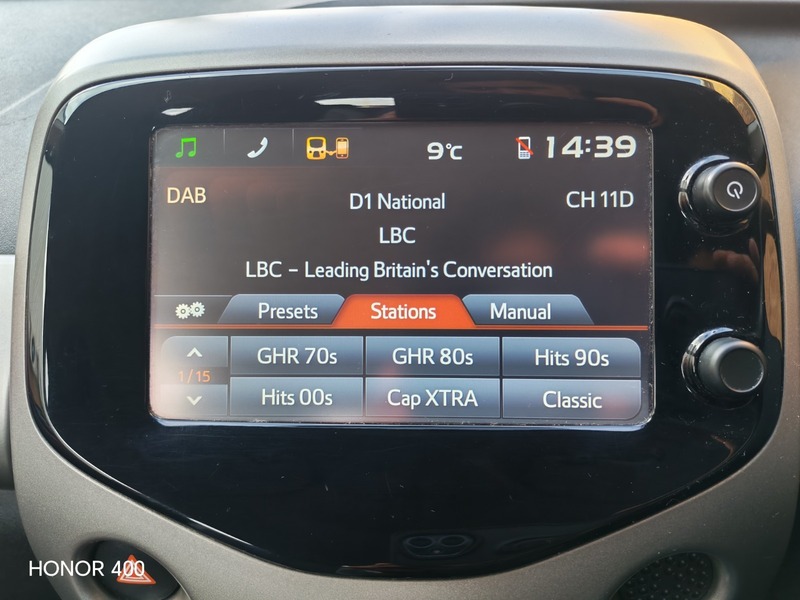 9°C 14:39
DAB D1 National CH 11D
LBC
LBC – Leading Britain's Conversation
Presets Stations Manual
GHR 70s GHR 80s Hits 90s
1/15
Hits 00s Cap XTRA Classic
HONOR 400